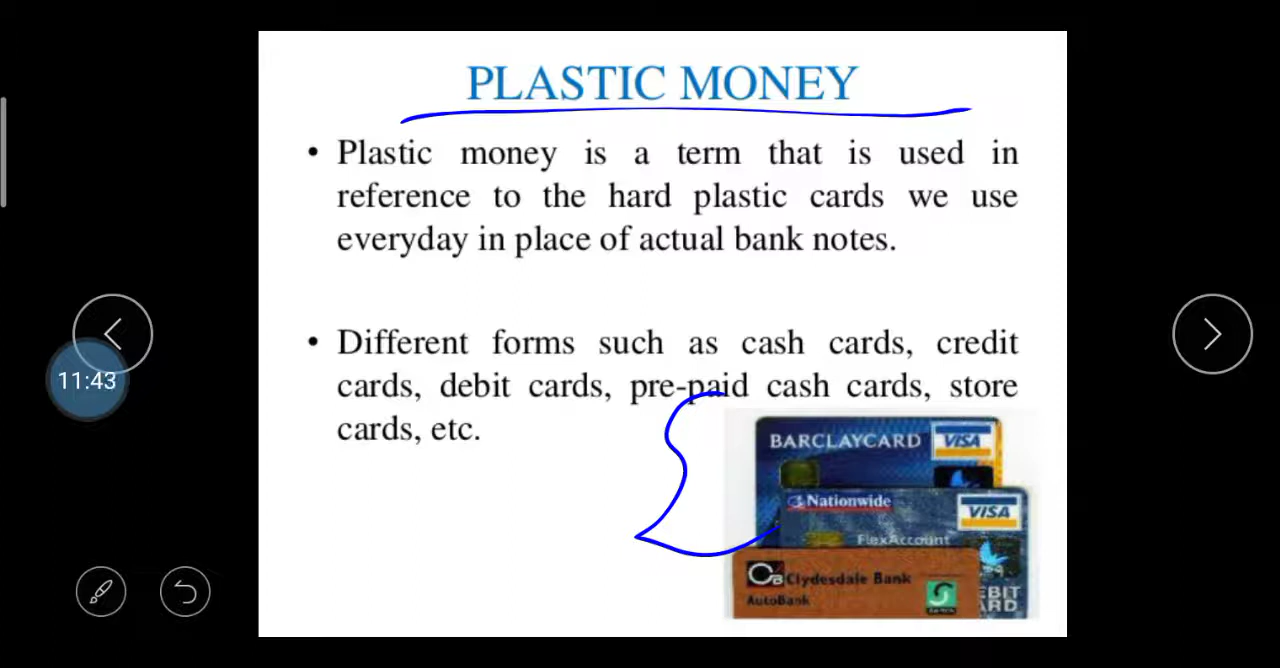 PLASTIC MONEY
• Plastic money is a term that is used in
reference to the hard plastic cards we use
everyday in place of actual bank notes.
11:43
• Different forms such as cash cards, credit
cards, debit cards, pre-paid cash cards, store
cards, etc.
BARCLAYCARD VISA
Nationwide
VISA
FlexAccount
Clydesdale Bank
AutoBank
EBIT
ARD